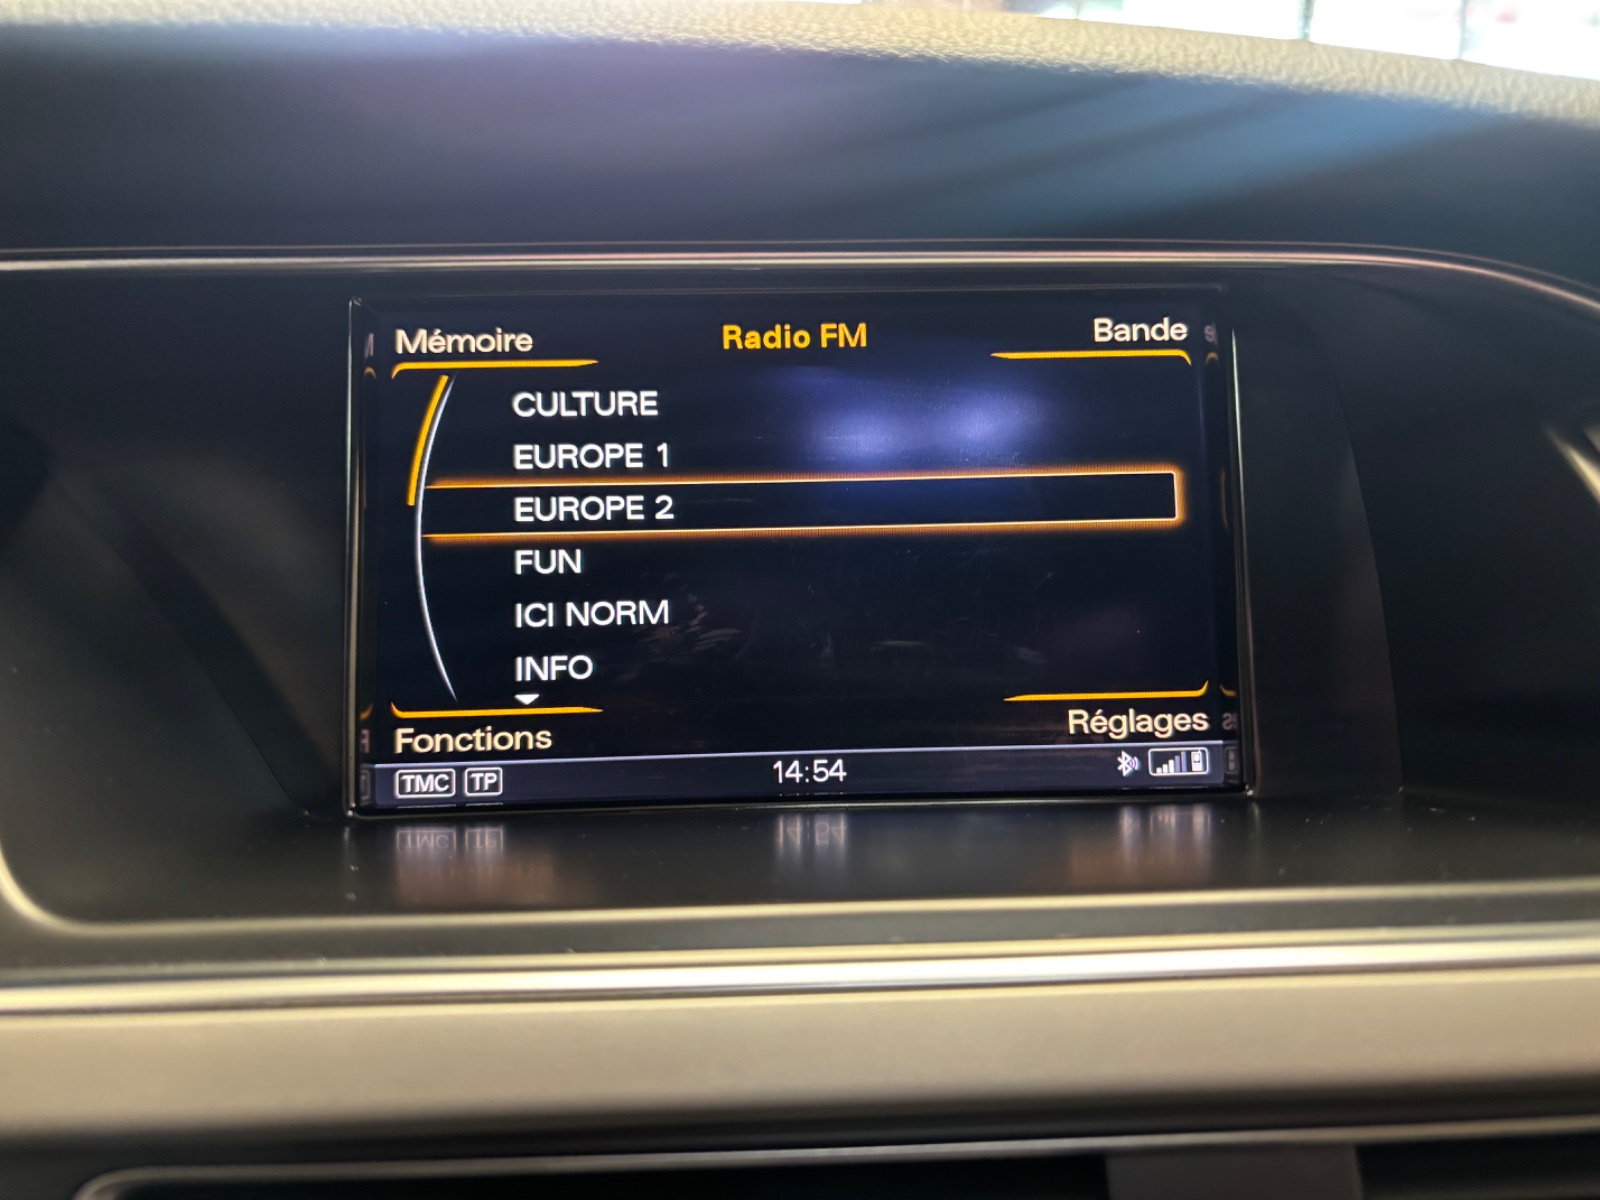 Mémoire
Radio FM
Bande
CULTURE
EUROPE 1
EUROPE 2
FUN
ICI NORM
INFO
Fonctions
Réglages
TMC TP
14:54